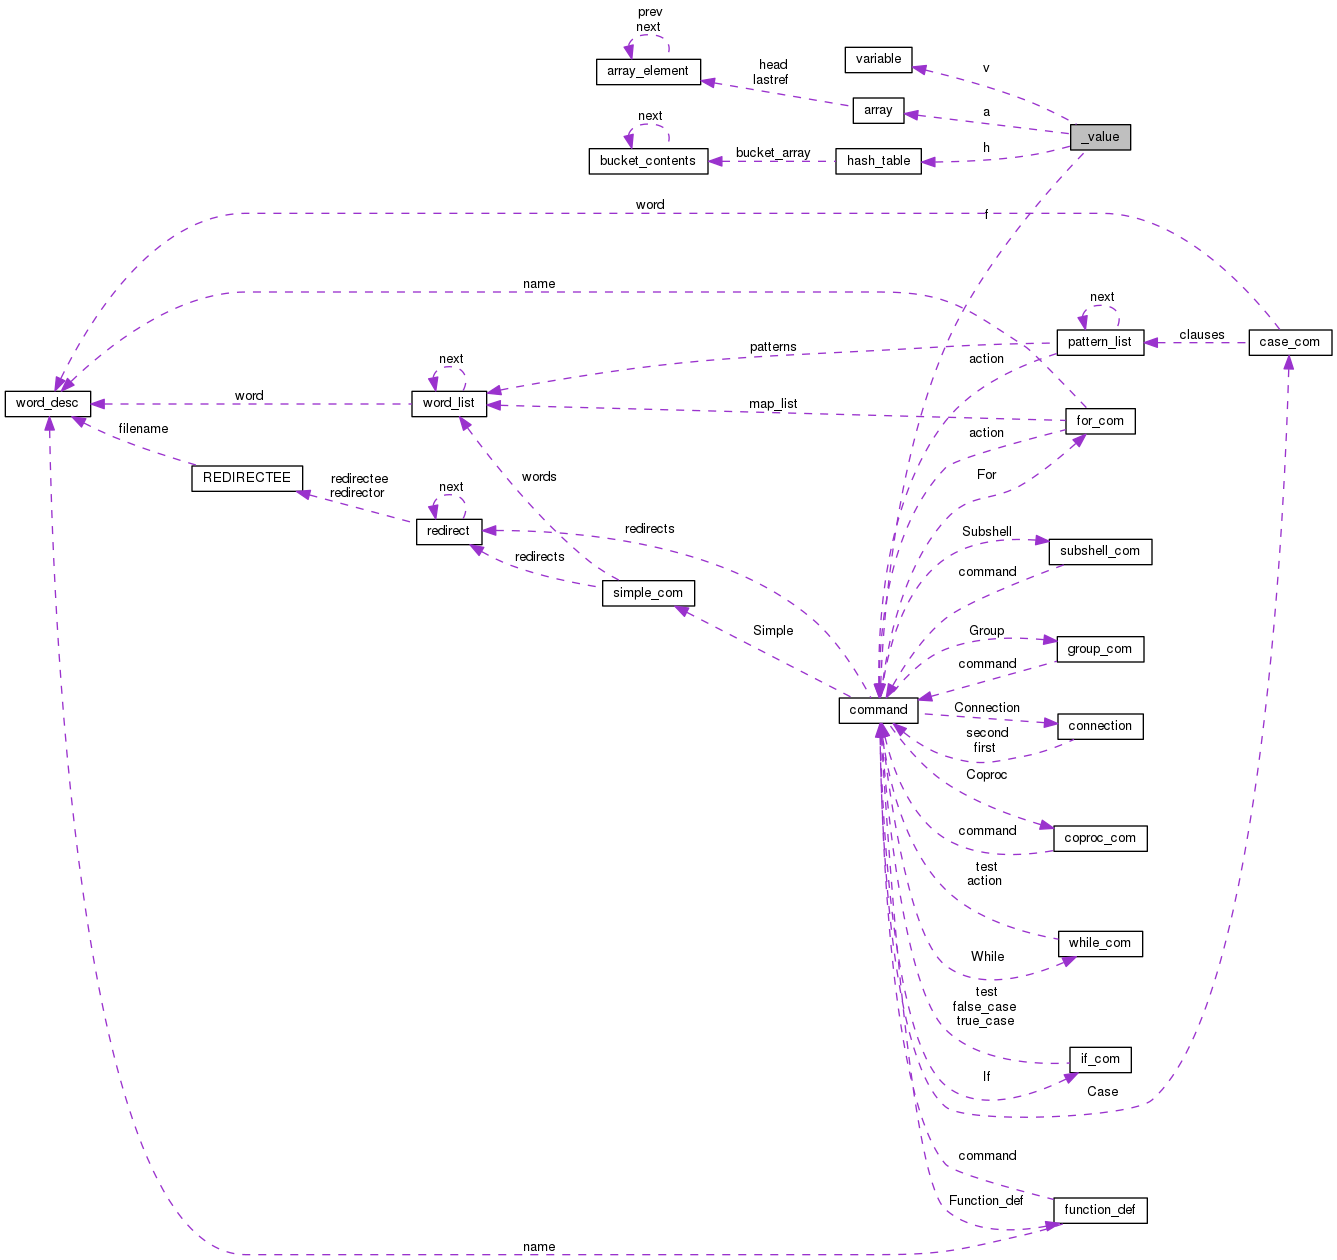 prev
next
array_element
variable
v
head
lastref
array
a
_value
next
bucket_contents
bucket_array
hash_table
h
word
f
name
next
pattern_list
clauses
case_com
patterns
action
next
word_desc
word
word_list
map_list
for_com
filename
action
REDIRECTEE
redirectee
redirector
next
words
For
redirect
redirects
redirects
Subshell
subshell_com
simple_com
command
Simple
Group
group_com
command
command
Connection
connection
second
first
Coproc
command
coproc_com
test
action
while_com
While
test
false_case
true_case
if_com
If
Case
command
Function_def
function_def
name